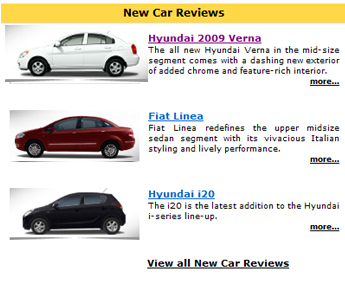 New Car Reviews
Hyundai 2009 Verna
The all new Hyundai Verna in the mid-size
segment comes with a dashing new exterior
of added chrome and feature-rich interior.
more...
Fiat Linea
Fiat Linea redefines the upper midsize
sedan segment with its vivacious Italian
styling and lively performance.
more...
Hyundai i20
The i20 is the latest addition to the Hyundai
i-series line-up.
more...
View all New Car Reviews